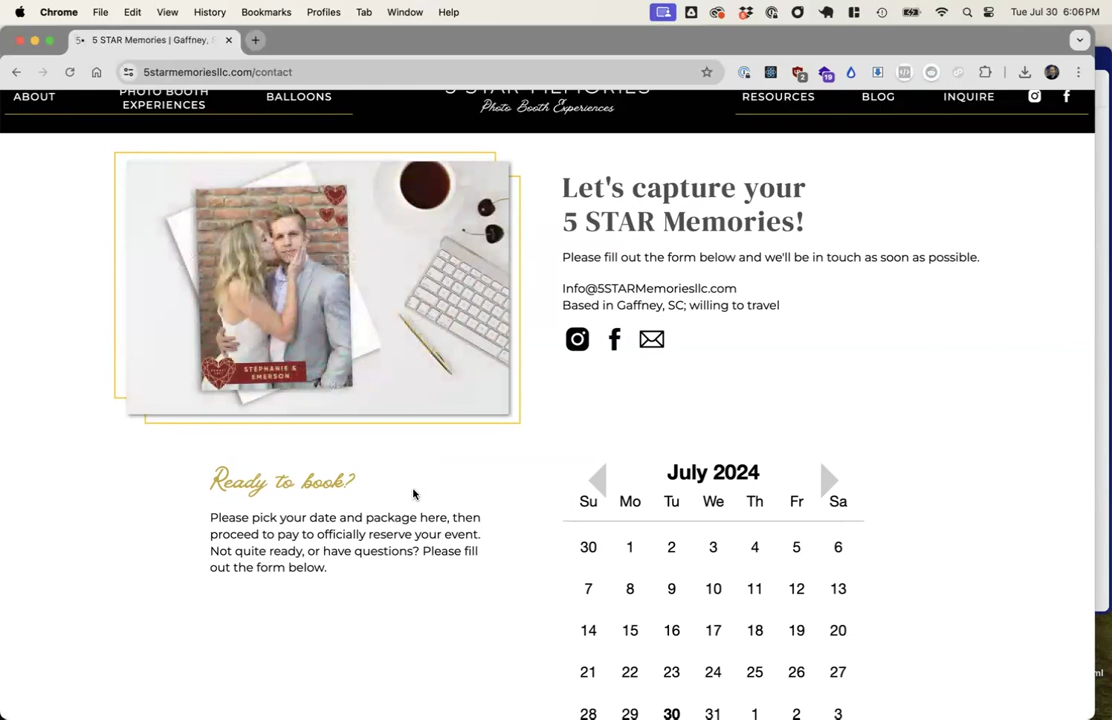 Chrome File Edit View History Bookmarks Profiles Tab Window Help Tue Jul 30 6:06 PM
5 STAR Memories | Gaffney, S
5starmemoriesllc.com/contact
2 19
ABOUT PHOTO BOOTH EXPERIENCES BALLOONS 5 STAR MEMORIES RESOURCES BLOG INQUIRE
Photo Booth Experiences
Let's capture your
5 STAR Memories!
Please fill out the form below and we'll be in touch as soon as possible.
Info@5STARMemoriesllc.com
Based in Gaffney, SC; willing to travel
STEPHANIE &
EMERSON
Ready to book?
Please pick your date and package here, then
proceed to pay to officially reserve your event.
Not quite ready, or have questions? Please fill
out the form below.
July 2024
Su Mo Tu We Th Fr Sa
30 1 2 3 4 5 6
7 8 9 10 11 12 13
14 15 16 17 18 19 20
21 22 23 24 25 26 27
28 29 30 31 1 2 3